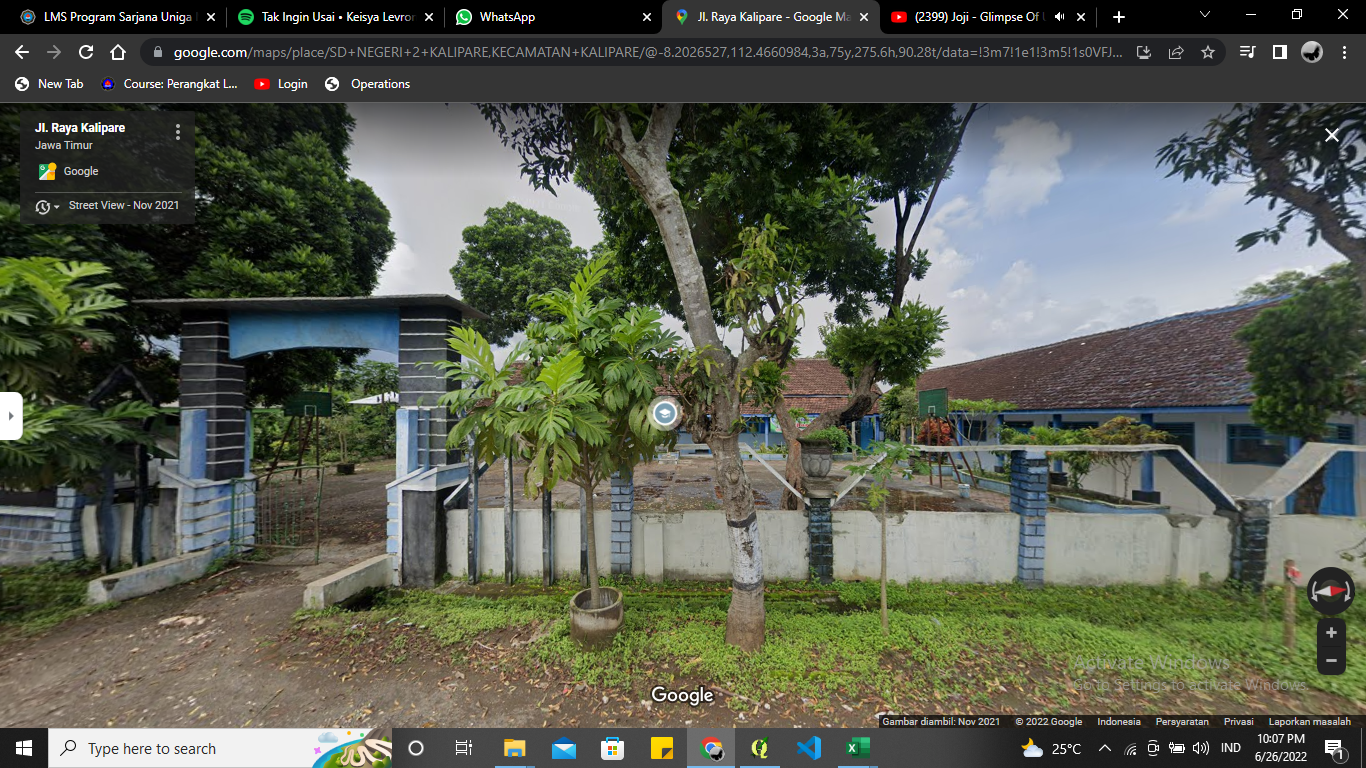 LMS Program Sarjana Uniga
Tak Ingin Usai • Keisya Levron
WhatsApp
Jl. Raya Kalipare - Google Ma
(2399) Joji - Glimpse Of U
google.com/maps/place/SD+NEGERI+2+KALIPARE,KECAMATAN+KALIPARE/@-8.2026527,112.4660984,3a,75y,275.6h,90.28t/data=!3m7!1e1!3m5!1s0VFJ...
New Tab
Course: Perangkat L...
Login
Operations
Jl. Raya Kalipare
Jawa Timur
Google
Street View - Nov 2021
Activate Windows
Go to Settings to activate Windows.
Google
Gambar diambil: Nov 2021 © 2022 Google Indonesia Persyaratan Privasi Laporkan masalah
Type here to search
25°C
IND
10:07 PM
6/26/2022
1